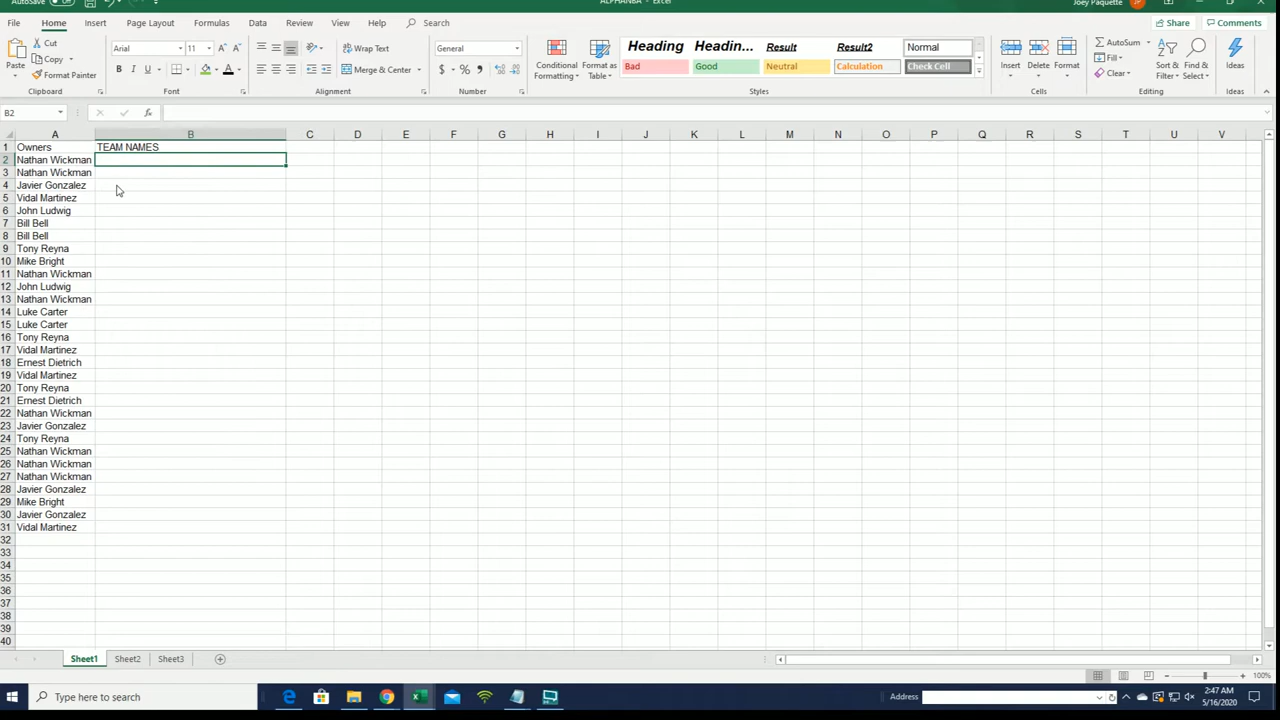 AutoSave Off ALPHANBA - Excel Joey Paquette JP
File Home Insert Page Layout Formulas Data Review View Help Search Share Comments
Cut Arial 11 Wrap Text General Heading Headin... Result Result2 Normal AutoSum
Copy Fill
Paste Format Painter B I U A Merge & Center $ % , Conditional Formatting Format as Table Bad Good Neutral Calculation Check Cell Insert Delete Format Clear Sort & Filter Find & Select Ideas
Clipboard Font Alignment Number Styles Cells Editing Ideas
B2 fx
A B C D E F G H I J K L M N O P Q R S T U V
1 Owners TEAM NAMES
2 Nathan Wickman
3 Nathan Wickman
4 Javier Gonzalez
5 Vidal Martinez
6 John Ludwig
7 Bill Bell
8 Bill Bell
9 Tony Reyna
10 Mike Bright
11 Nathan Wickman
12 John Ludwig
13 Nathan Wickman
14 Luke Carter
15 Luke Carter
16 Tony Reyna
17 Vidal Martinez
18 Ernest Dietrich
19 Vidal Martinez
20 Tony Reyna
21 Ernest Dietrich
22 Nathan Wickman
23 Javier Gonzalez
24 Tony Reyna
25 Nathan Wickman
26 Nathan Wickman
27 Nathan Wickman
28 Javier Gonzalez
29 Mike Bright
30 Javier Gonzalez
31 Vidal Martinez
32
33
34
35
36
37
38
39
40
Sheet1 Sheet2 Sheet3
100%
Type here to search Address 2:47 AM
5/16/2020